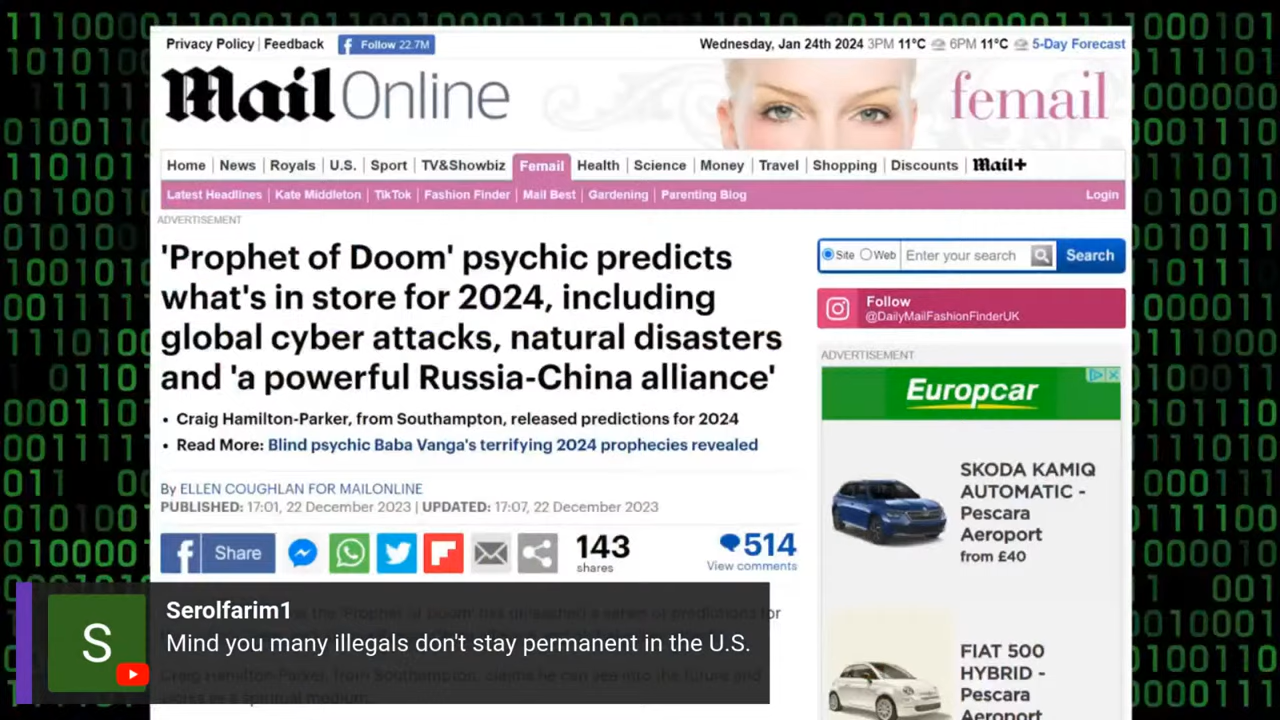 Privacy Policy | Feedback
Follow 22.7M
Wednesday, Jan 24th 2024 3PM 11°C 6PM 11°C 5-Day Forecast
Mail Online
femail
Home News Royals U.S. Sport TV&Showbiz Femail Health Science Money Travel Shopping Discounts Mail+
Latest Headlines Kate Middleton TikTok Fashion Finder Mail Best Gardening Parenting Blog Login
ADVERTISEMENT
'Prophet of Doom' psychic predicts
what's in store for 2024, including
global cyber attacks, natural disasters
and 'a powerful Russia-China alliance'
• Craig Hamilton-Parker, from Southampton, released predictions for 2024
• Read More: Blind psychic Baba Vanga's terrifying 2024 prophecies revealed
By ELLEN COUGHLAN FOR MAILONLINE
PUBLISHED: 17:01, 22 December 2023 | UPDATED: 17:07, 22 December 2023
Share
143
shares
514
View comments
Site Web Enter your search Search
Follow
@DailyMailFashionFinderUK
ADVERTISEMENT
Europcar
SKODA KAMIQ
AUTOMATIC -
Pescara
Aeroport
from £40
FIAT 500
HYBRID -
Pescara
Aeroport
S
Serolfarim1
Mind you many illegals don't stay permanent in the U.S.